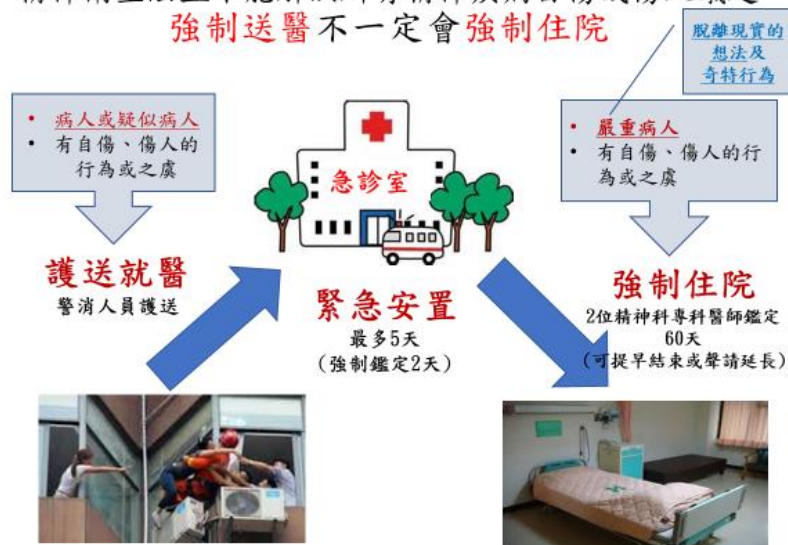 強制送醫不一定會強制住院
脫離現實的
想法及
奇特行為
• 病人或疑似病人
• 有自傷、傷人的
行為或之虞
急診室
• 嚴重病人
• 有自傷、傷人的行
為或之虞
護送就醫
警消人員護送
緊急安置
最多5天
(強制鑑定2天)
強制住院
2位精神科專科醫師鑑定
60天
(可提早結束或聲請延長)